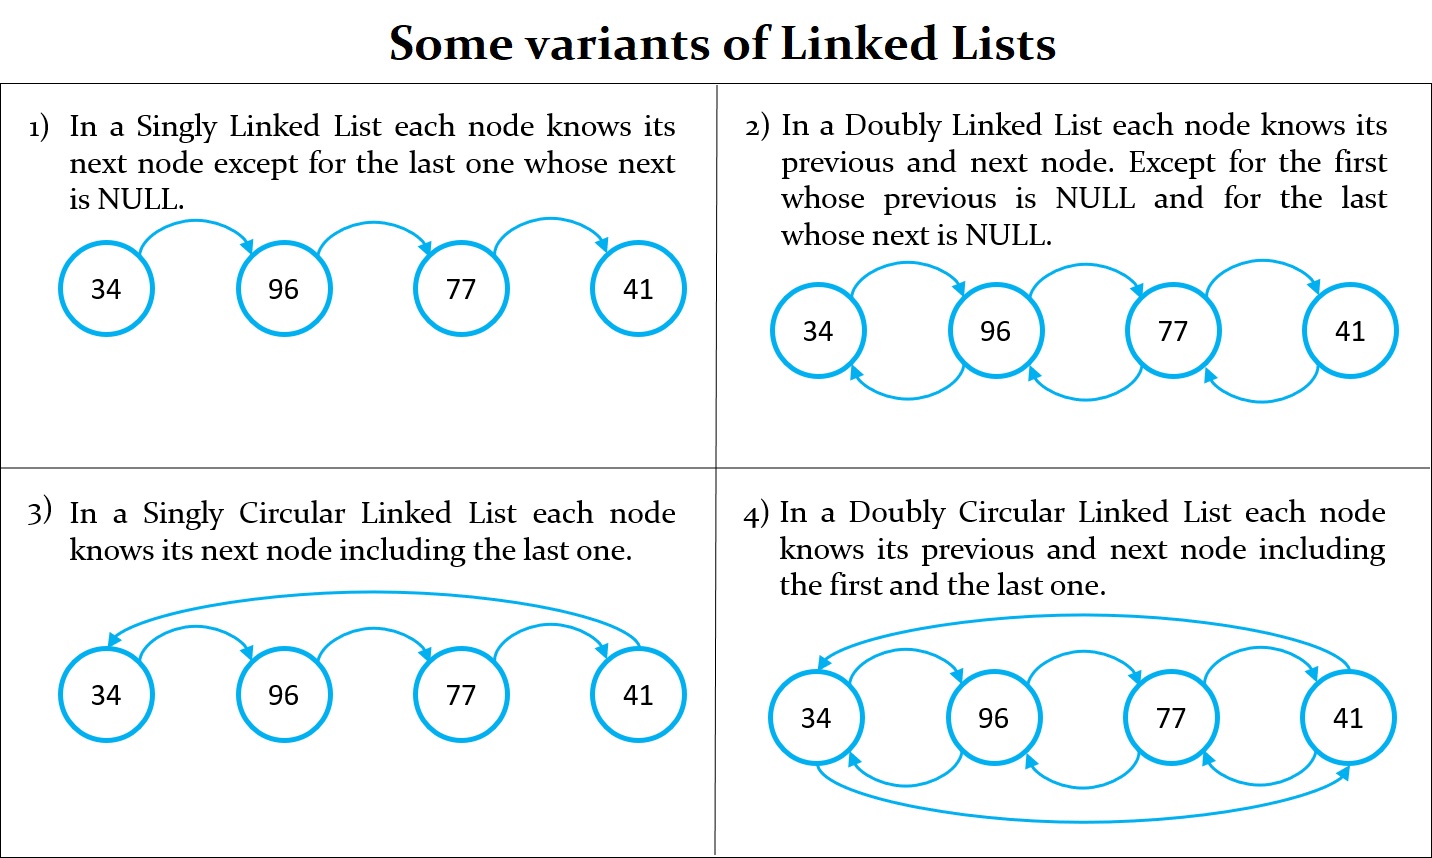 Some variants of Linked Lists
1) In a Singly Linked List each node knows its
next node except for the last one whose next
is NULL.
34 96 77 41
2) In a Doubly Linked List each node knows its
previous and next node. Except for the first
whose previous is NULL and for the last
whose next is NULL.
34 96 77 41
3) In a Singly Circular Linked List each node
knows its next node including the last one.
34 96 77 41
4) In a Doubly Circular Linked List each node
knows its previous and next node including
the first and the last one.
34 96 77 41